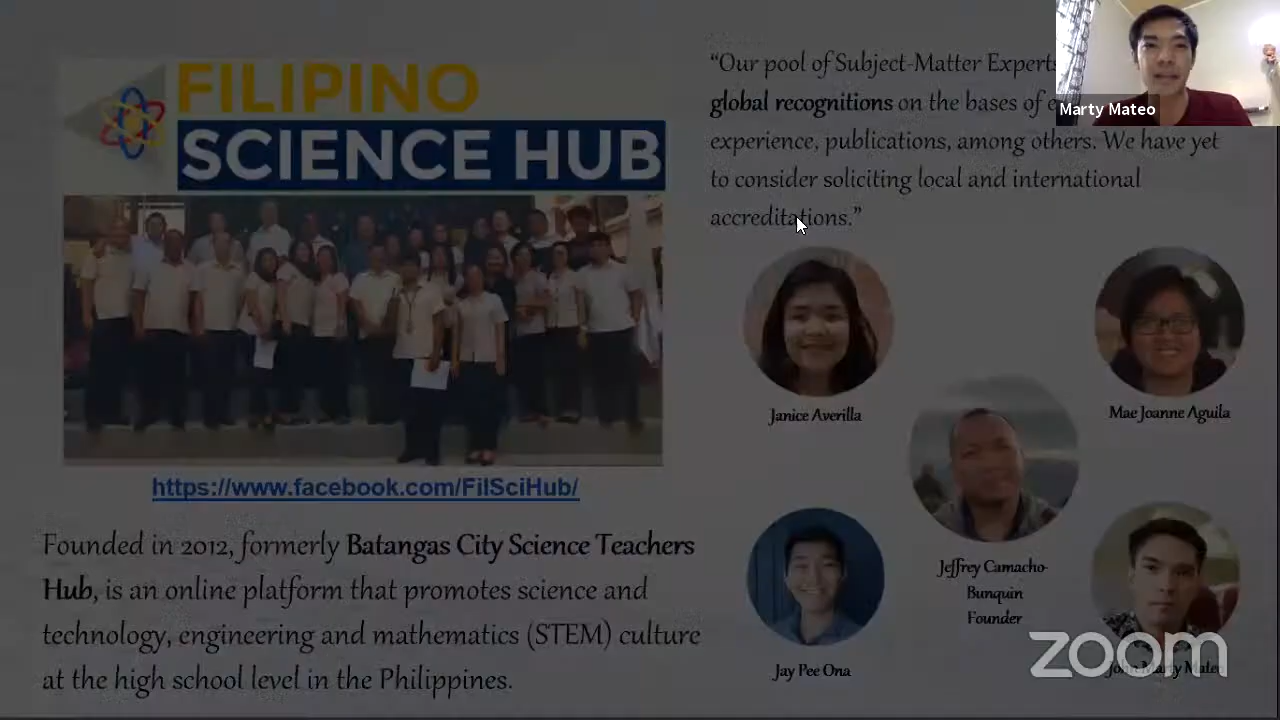 FILIPINO
SCIENCE HUB
https://www.facebook.com/FilSciHub/
Founded in 2012, formerly Batangas City Science Teachers
Hub, is an online platform that promotes science and
technology, engineering and mathematics (STEM) culture
at the high school level in the Philippines.
“Our pool of Subject-Matter Experts
global recognitions on the bases of
experience, publications, among others. We have yet
to consider soliciting local and international
accreditations.”
Marty Mateo
Janice Averilla
Mae Joanne Aguila
Jeffrey Camacho-
Bunquin
Founder
Jay Pee Ona
John Marty Mateo
zoom